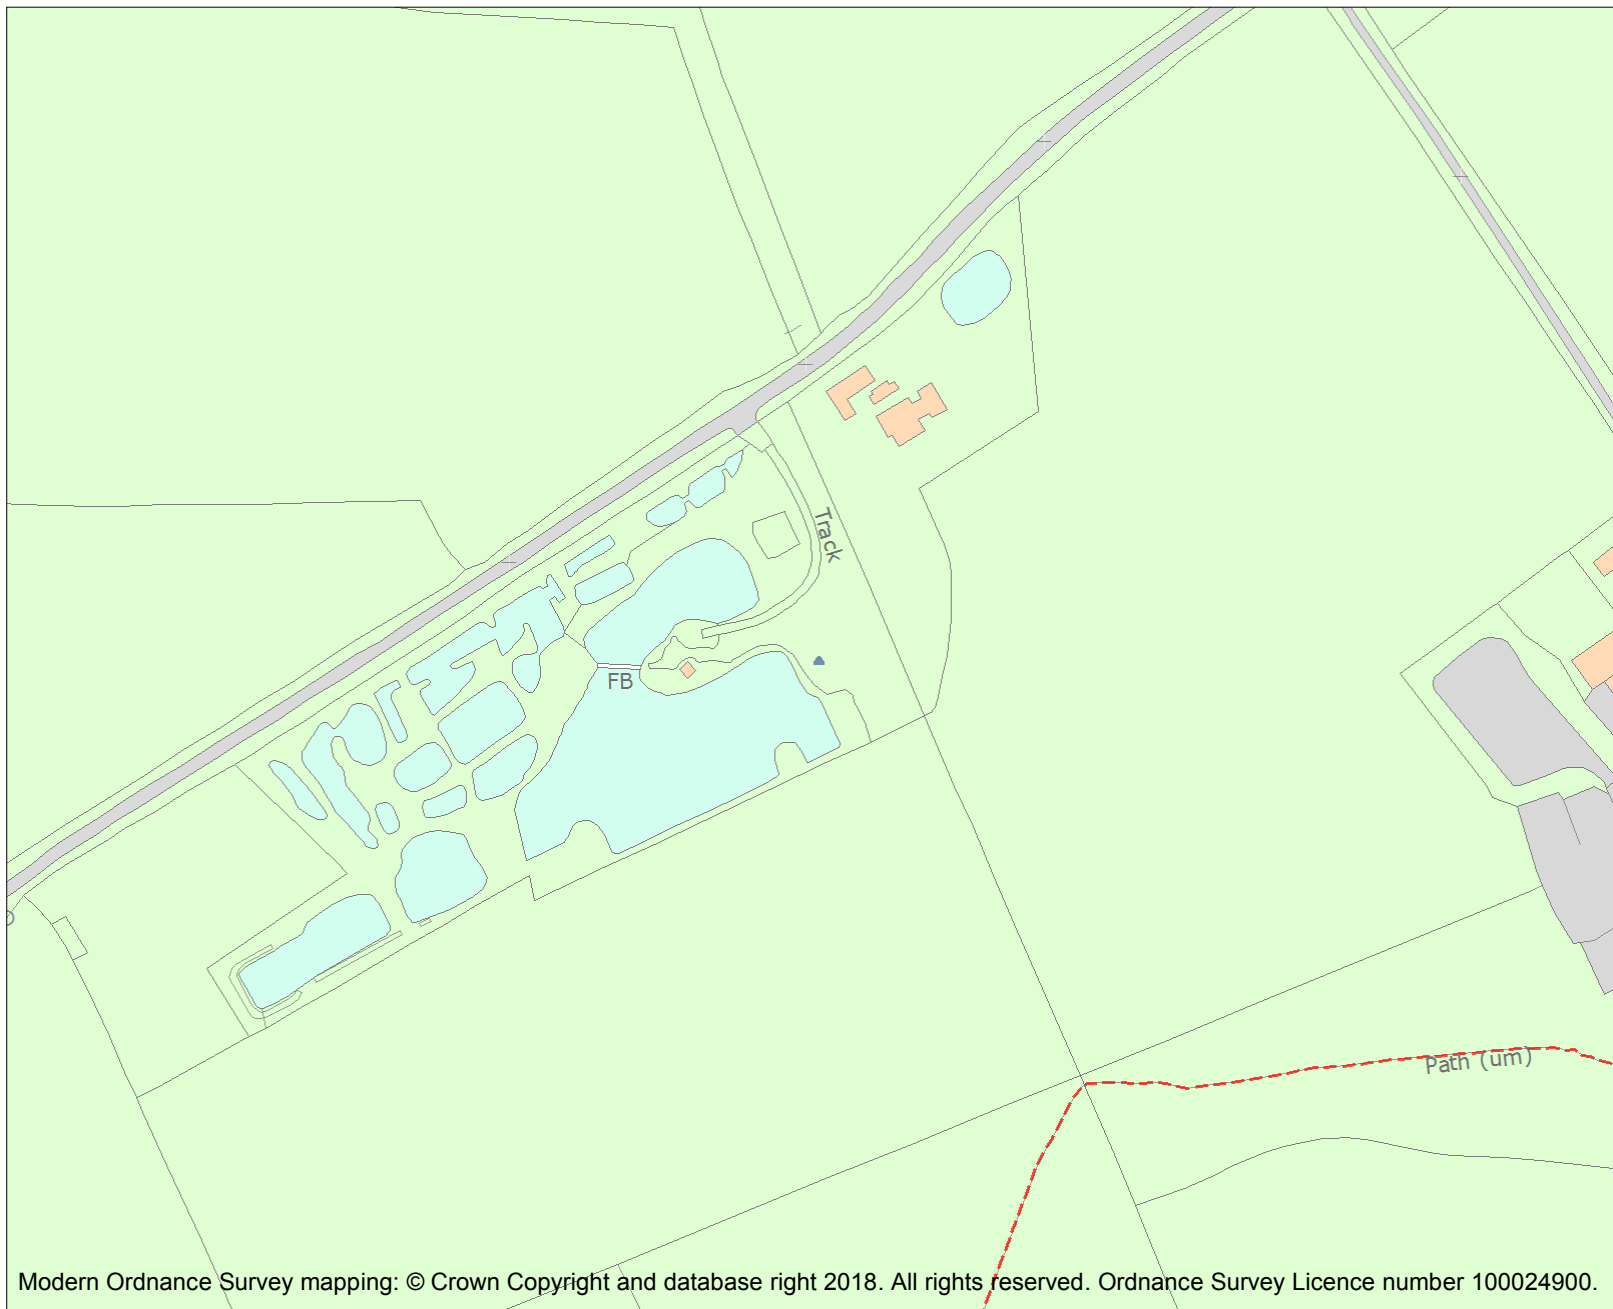 Track
FB
Path (um)
Modern Ordnance Survey mapping: © Crown Copyright and database right 2018. All rights reserved. Ordnance Survey Licence number 100024900.